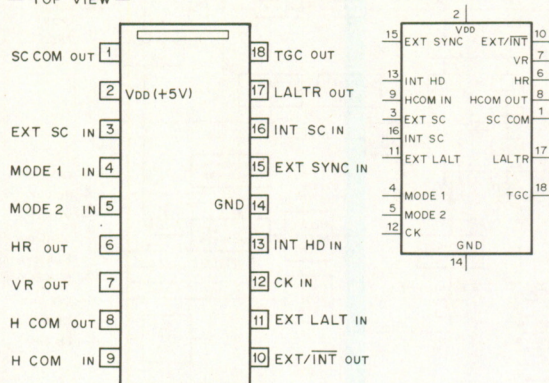 — TOP VIEW —
SC COM OUT 1
2 VDD (+5V)
EXT SC IN 3
MODE 1 IN 4
MODE 2 IN 5
HR OUT 6
VR OUT 7
H COM OUT 8
H COM IN 9
18 TGC OUT
17 LALTR OUT
16 INT SC IN
15 EXT SYNC IN
GND 14
13 INT HD IN
12 CK IN
11 EXT LALT IN
10 EXT/INT OUT
2
VDD
15 EXT SYNC EXT/INT 10
VR 7
13 INT HD HR 6
9 HCOM IN HCOM OUT 8
3 EXT SC SC COM 1
16 INT SC
11 EXT LALT LALTR 17
4 MODE 1 TGC 18
5 MODE 2
12 CK
GND
14